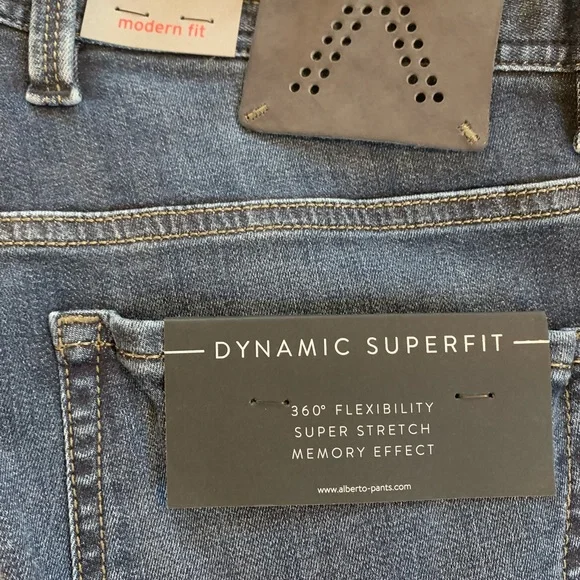 modern fit
DYNAMIC SUPERFIT
360° FLEXIBILITY
SUPER STRETCH
MEMORY EFFECT
www.alberto-pants.com